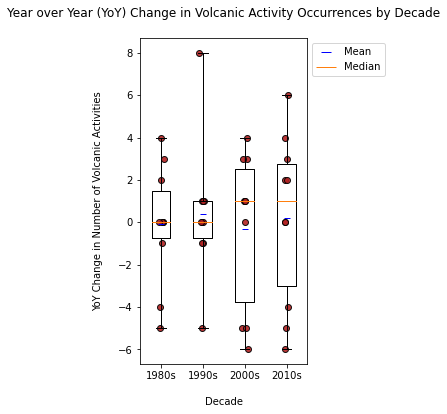 Year over Year (YoY) Change in Volcanic Activity Occurrences by Decade
Mean
Median
YoY Change in Number of Volcanic Activities
8
6
4
2
0
−2
−4
−6
1980s 1990s 2000s 2010s
Decade